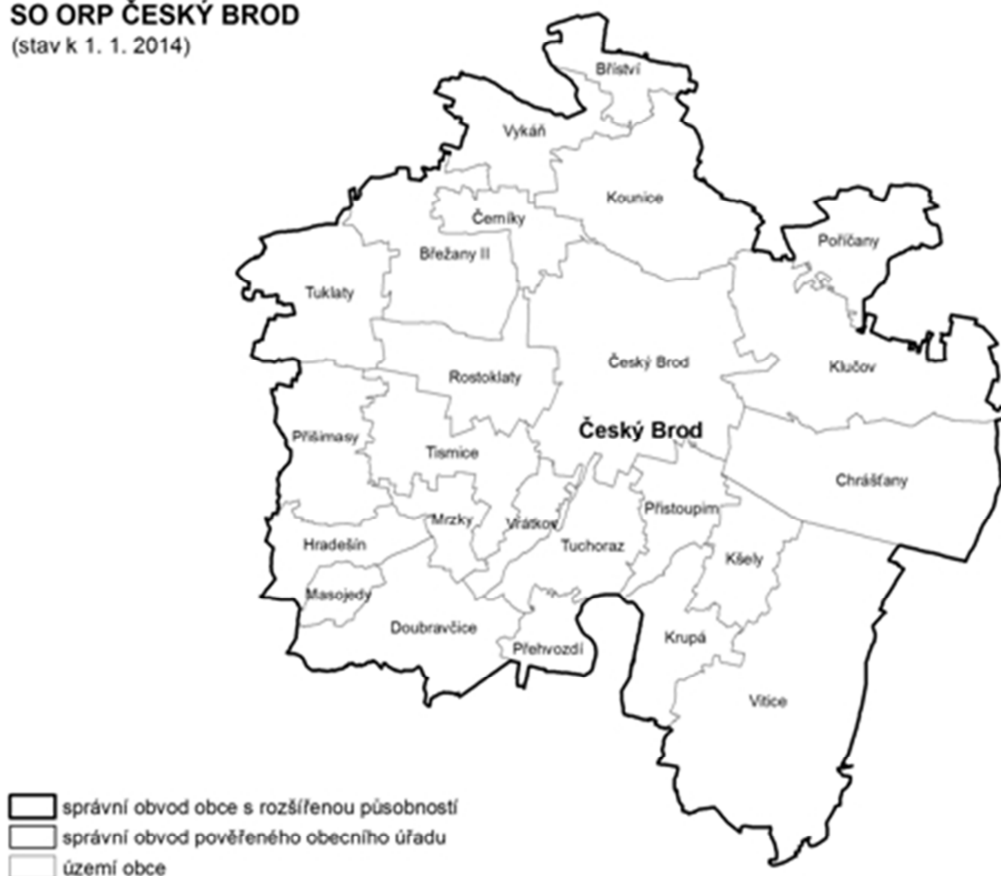 SO ORP ČESKÝ BROD
(stav k 1. 1. 2014)
Bříství
Vykáň
Kounice
Černíky
Poříčany
Břežany II
Tuklaty
Český Brod
Klučov
Rostoklaty
Český Brod
Přišimasy
Tismice
Chrášťany
Přistoupim
Mrzky
Vrátkov
Hradešín
Tuchoraz
Kšely
Masojedy
Doubravčice
Krupá
Přehvozdí
Vitice
správní obvod obce s rozšířenou působností
správní obvod pověřeného obecního úřadu
území obce